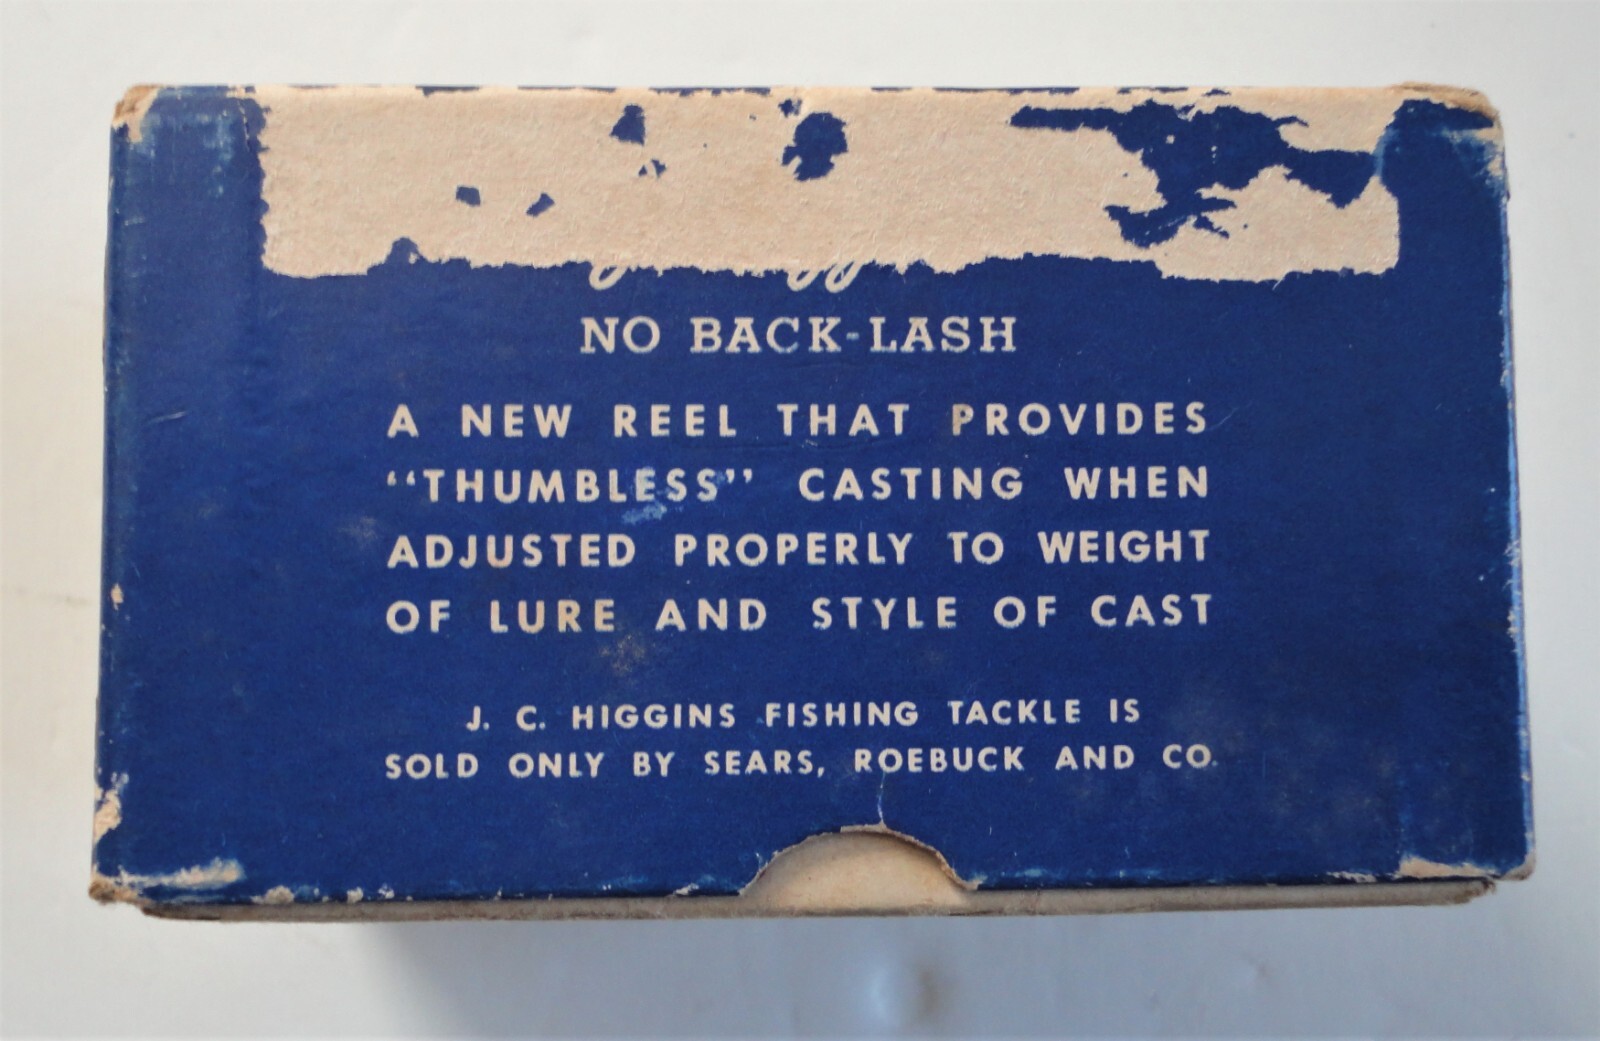 NO BACK-LASH
A NEW REEL THAT PROVIDES
“THUMBLESS” CASTING WHEN
ADJUSTED PROPERLY TO WEIGHT
OF LURE AND STYLE OF CAST
J. C. HIGGINS FISHING TACKLE IS
SOLD ONLY BY SEARS, ROEBUCK AND CO.